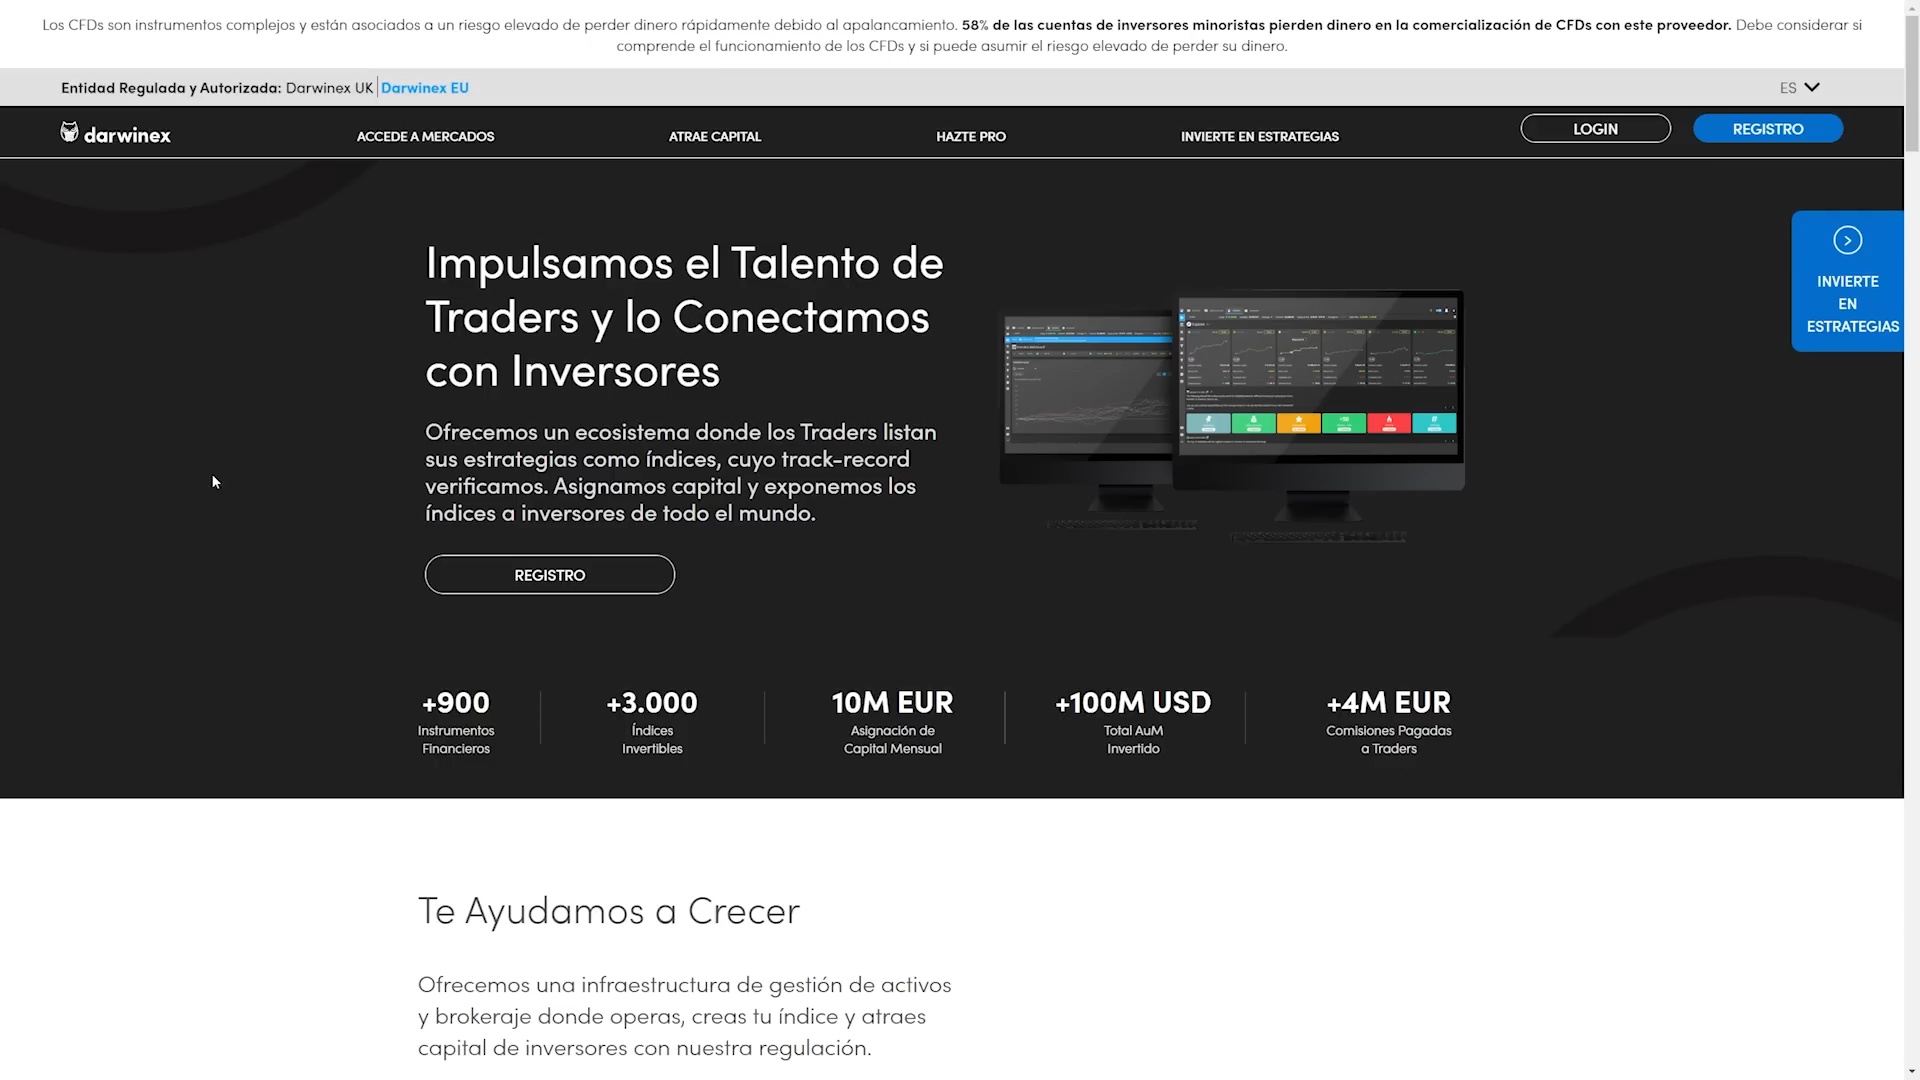 Los CFDs son instrumentos complejos y están asociados a un riesgo elevado de perder dinero rápidamente debido al apalancamiento. 58% de las cuentas de inversores minoristas pierden dinero en la comercialización de CFDs con este proveedor. Debe considerar si
comprende el funcionamiento de los CFDs y si puede asumir el riesgo elevado de perder su dinero.
Entidad Regulada y Autorizada: Darwinex UK Darwinex EU
ES
darwinex
ACCEDE A MERCADOS
ATRAE CAPITAL
HAZTE PRO
INVIERTE EN ESTRATEGIAS
LOGIN
REGISTRO
INVIERTE
EN
ESTRATEGIAS
Impulsamos el Talento de
Traders y lo Conectamos
con Inversores
Ofrecemos un ecosistema donde los Traders listan
sus estrategias como índices, cuyo track-record
verificamos. Asignamos capital y exponemos los
índices a inversores de todo el mundo.
REGISTRO
+900
Instrumentos
Financieros
+3.000
Índices
Invertibles
10M EUR
Asignación de
Capital Mensual
+100M USD
Total AuM
Invertido
+4M EUR
Comisiones Pagadas
a Traders
Te Ayudamos a Crecer
Ofrecemos una infraestructura de gestión de activos
y brokeraje donde operas, creas tu índice y atraes
capital de inversores con nuestra regulación.